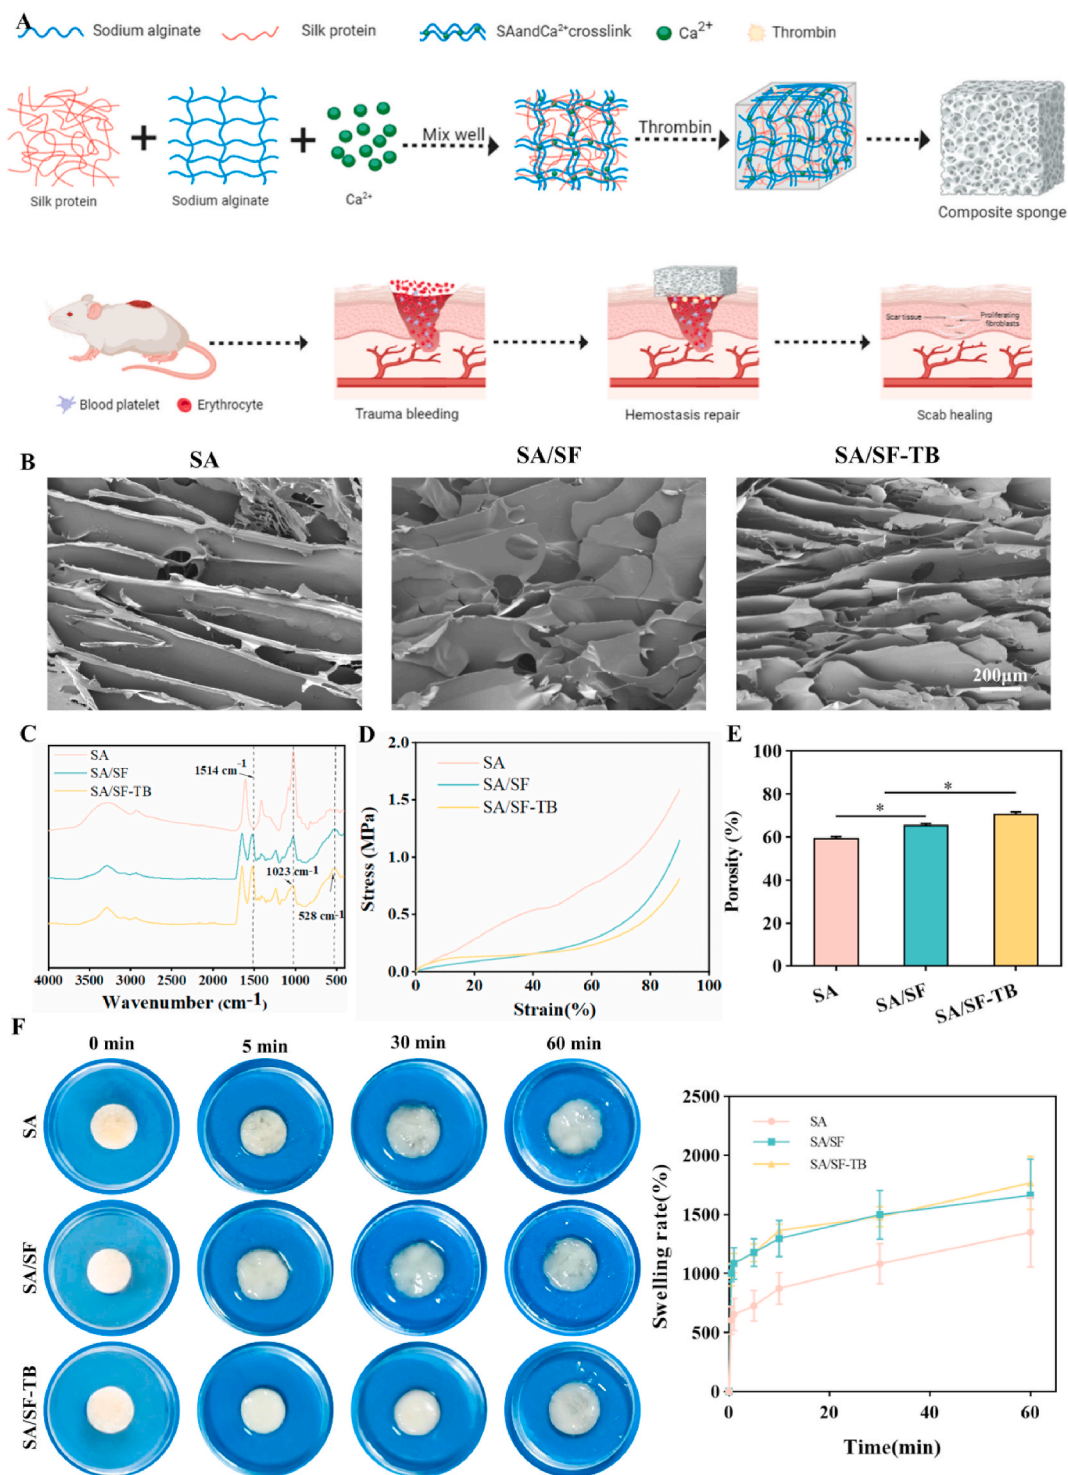 A
Sodium alginate
Silk protein
SAandCa²⁺crosslink
Ca²⁺
Thrombin
Mix well
Thrombin
Silk protein
Sodium alginate
Ca²⁺
Composite sponge
Scar tissue
Proliferating
fibroblasts
Blood platelet
Erythrocyte
Trauma bleeding
Hemostasis repair
Scab healing
B
SA
SA/SF
SA/SF-TB
200μm
C
SA
SA/SF
SA/SF-TB
1514 cm-1
1023 cm-1
528 cm-1
4000 3500 3000 2500 2000 1500 1000 500
Wavenumber (cm-1)
D
2.0
1.5
1.0
0.5
0.0
Stress (MPa)
SA
SA/SF
SA/SF-TB
0 20 40 60 80 100
Strain(%)
E
100
80
60
40
20
0
Porosity (%)
*
*
SA
SA/SF
SA/SF-TB
F
0 min
5 min
30 min
60 min
SA
SA/SF
SA/SF-TB
2500
2000
1500
1000
500
0
Swelling rate(%)
SA
SA/SF
SA/SF-TB
0 20 40 60
Time(min)